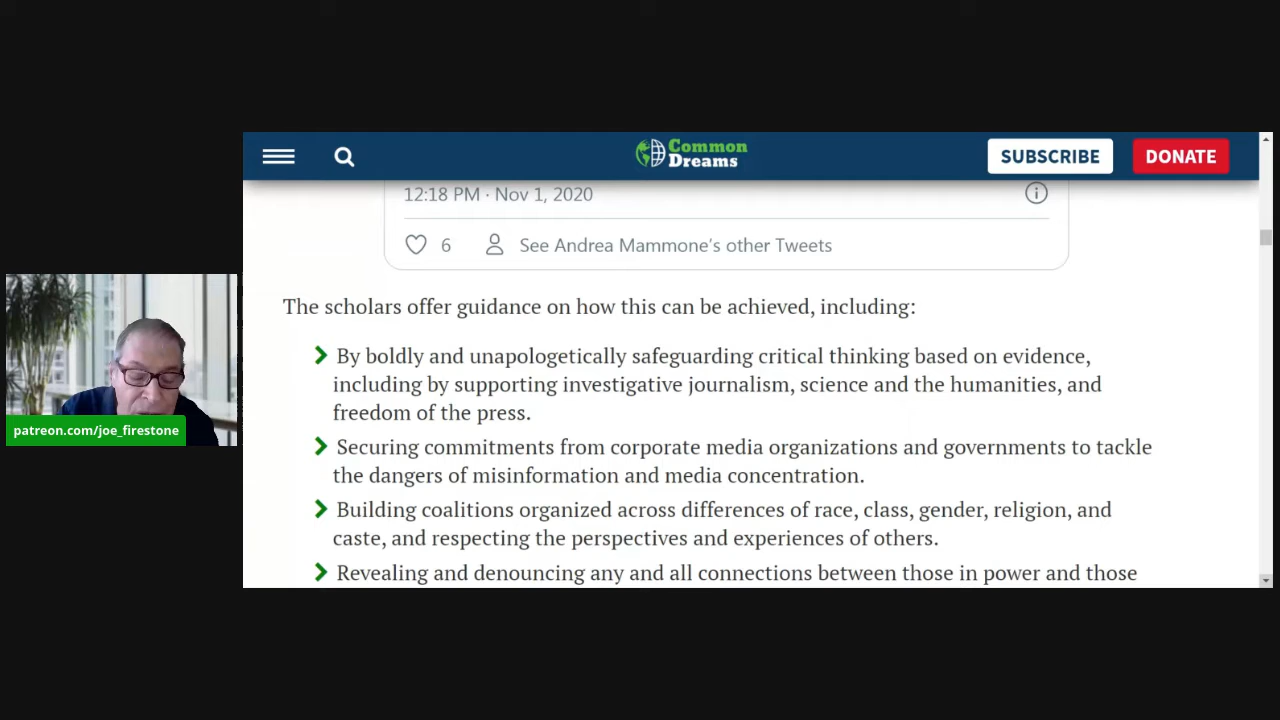 Common
Dreams
SUBSCRIBE
DONATE
12:18 PM · Nov 1, 2020
6
See Andrea Mammone's other Tweets
The scholars offer guidance on how this can be achieved, including:
By boldly and unapologetically safeguarding critical thinking based on evidence,
including by supporting investigative journalism, science and the humanities, and
freedom of the press.
Securing commitments from corporate media organizations and governments to tackle
the dangers of misinformation and media concentration.
Building coalitions organized across differences of race, class, gender, religion, and
caste, and respecting the perspectives and experiences of others.
Revealing and denouncing any and all connections between those in power and those
patreon.com/joe_firestone